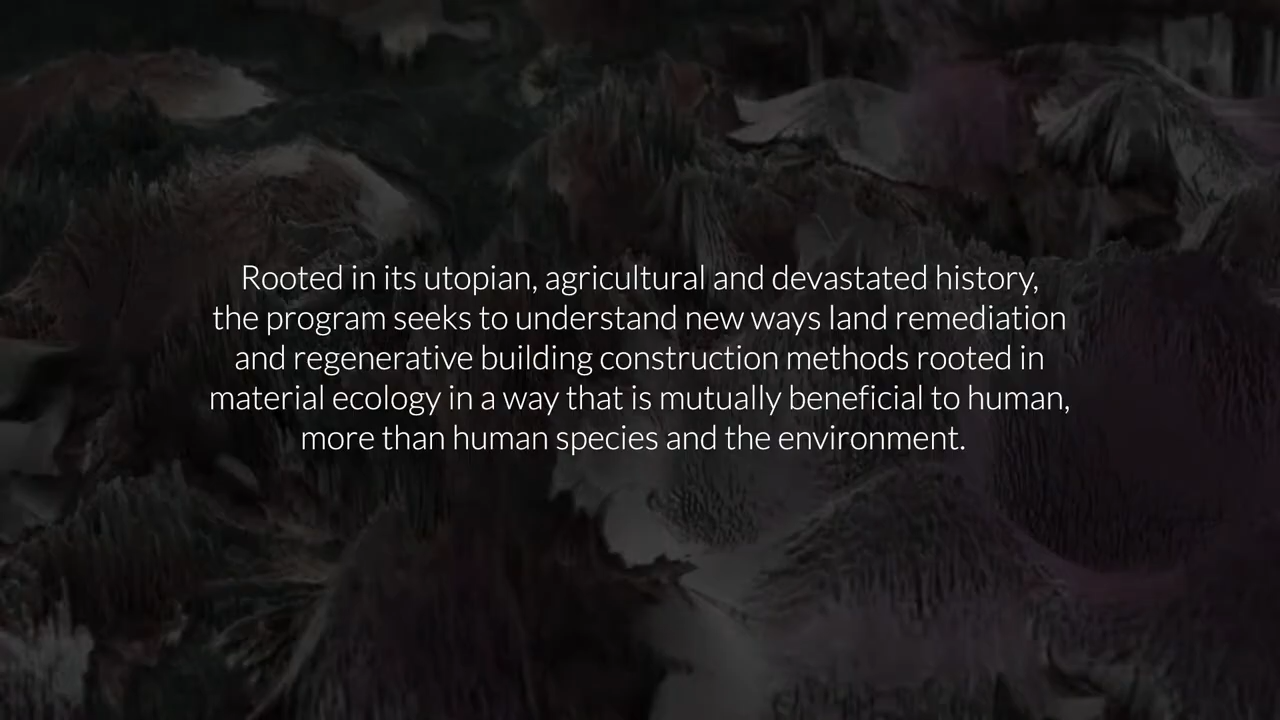 Rooted in its utopian, agricultural and devastated history,
the program seeks to understand new ways land remediation
and regenerative building construction methods rooted in
material ecology in a way that is mutually beneficial to human,
more than human species and the environment.